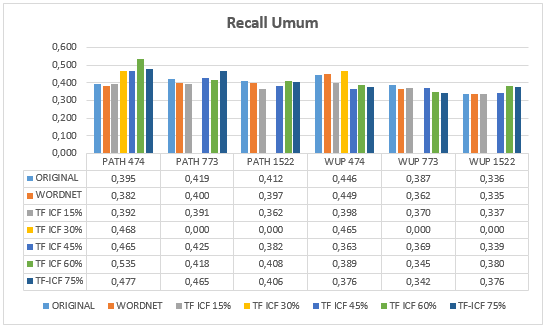 Recall Umum
0,600
0,500
0,400
0,300
0,200
0,100
0,000
PATH 474 PATH 773 PATH 1522 WUP 474 WUP 773 WUP 1522
ORIGINAL 0,395 0,419 0,412 0,446 0,387 0,336
WORDNET 0,382 0,400 0,397 0,449 0,362 0,335
TF ICF 15% 0,392 0,391 0,362 0,398 0,370 0,337
TF ICF 30% 0,468 0,000 0,000 0,465 0,000 0,000
TF ICF 45% 0,465 0,425 0,382 0,363 0,369 0,339
TF ICF 60% 0,535 0,418 0,408 0,389 0,345 0,380
TF-ICF 75% 0,477 0,465 0,406 0,376 0,342 0,376
ORIGINAL WORDNET TF ICF 15% TF ICF 30% TF ICF 45% TF ICF 60% TF-ICF 75%